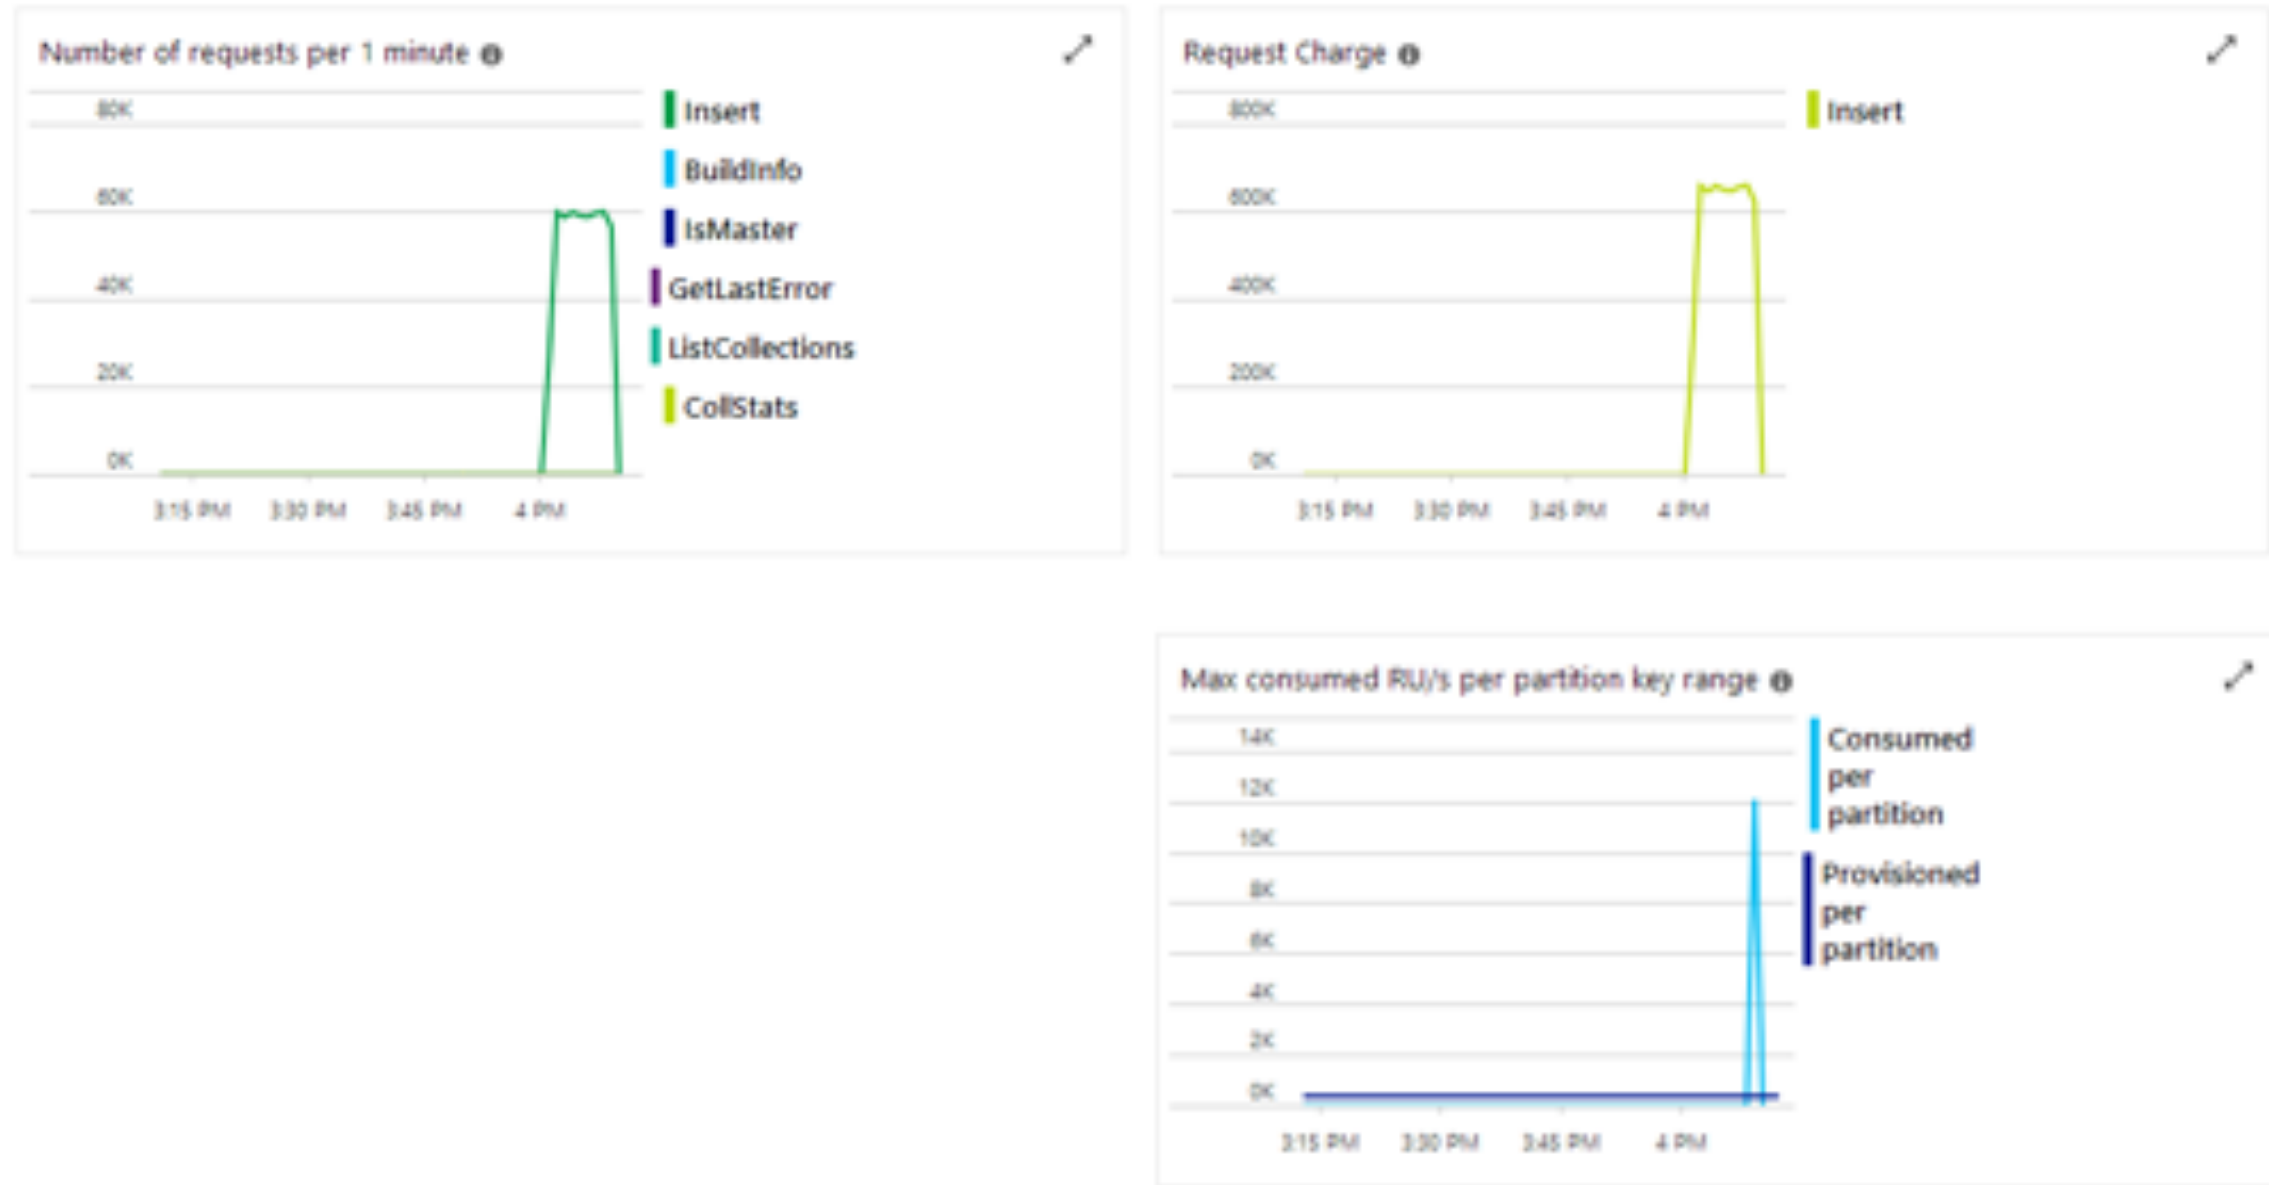 Number of requests per 1 minute
80K
60K
40K
20K
0K
3:15 PM 3:30 PM 3:45 PM 4 PM
Insert
BuildInfo
IsMaster
GetLastError
ListCollections
CollStats
Request Charge
800K
600K
400K
200K
0K
3:15 PM 3:30 PM 3:45 PM 4 PM
Insert
Max consumed RU/s per partition key range
14K
12K
10K
8K
6K
4K
2K
0K
3:15 PM 3:30 PM 3:45 PM 4 PM
Consumed
per
partition
Provisioned
per
partition